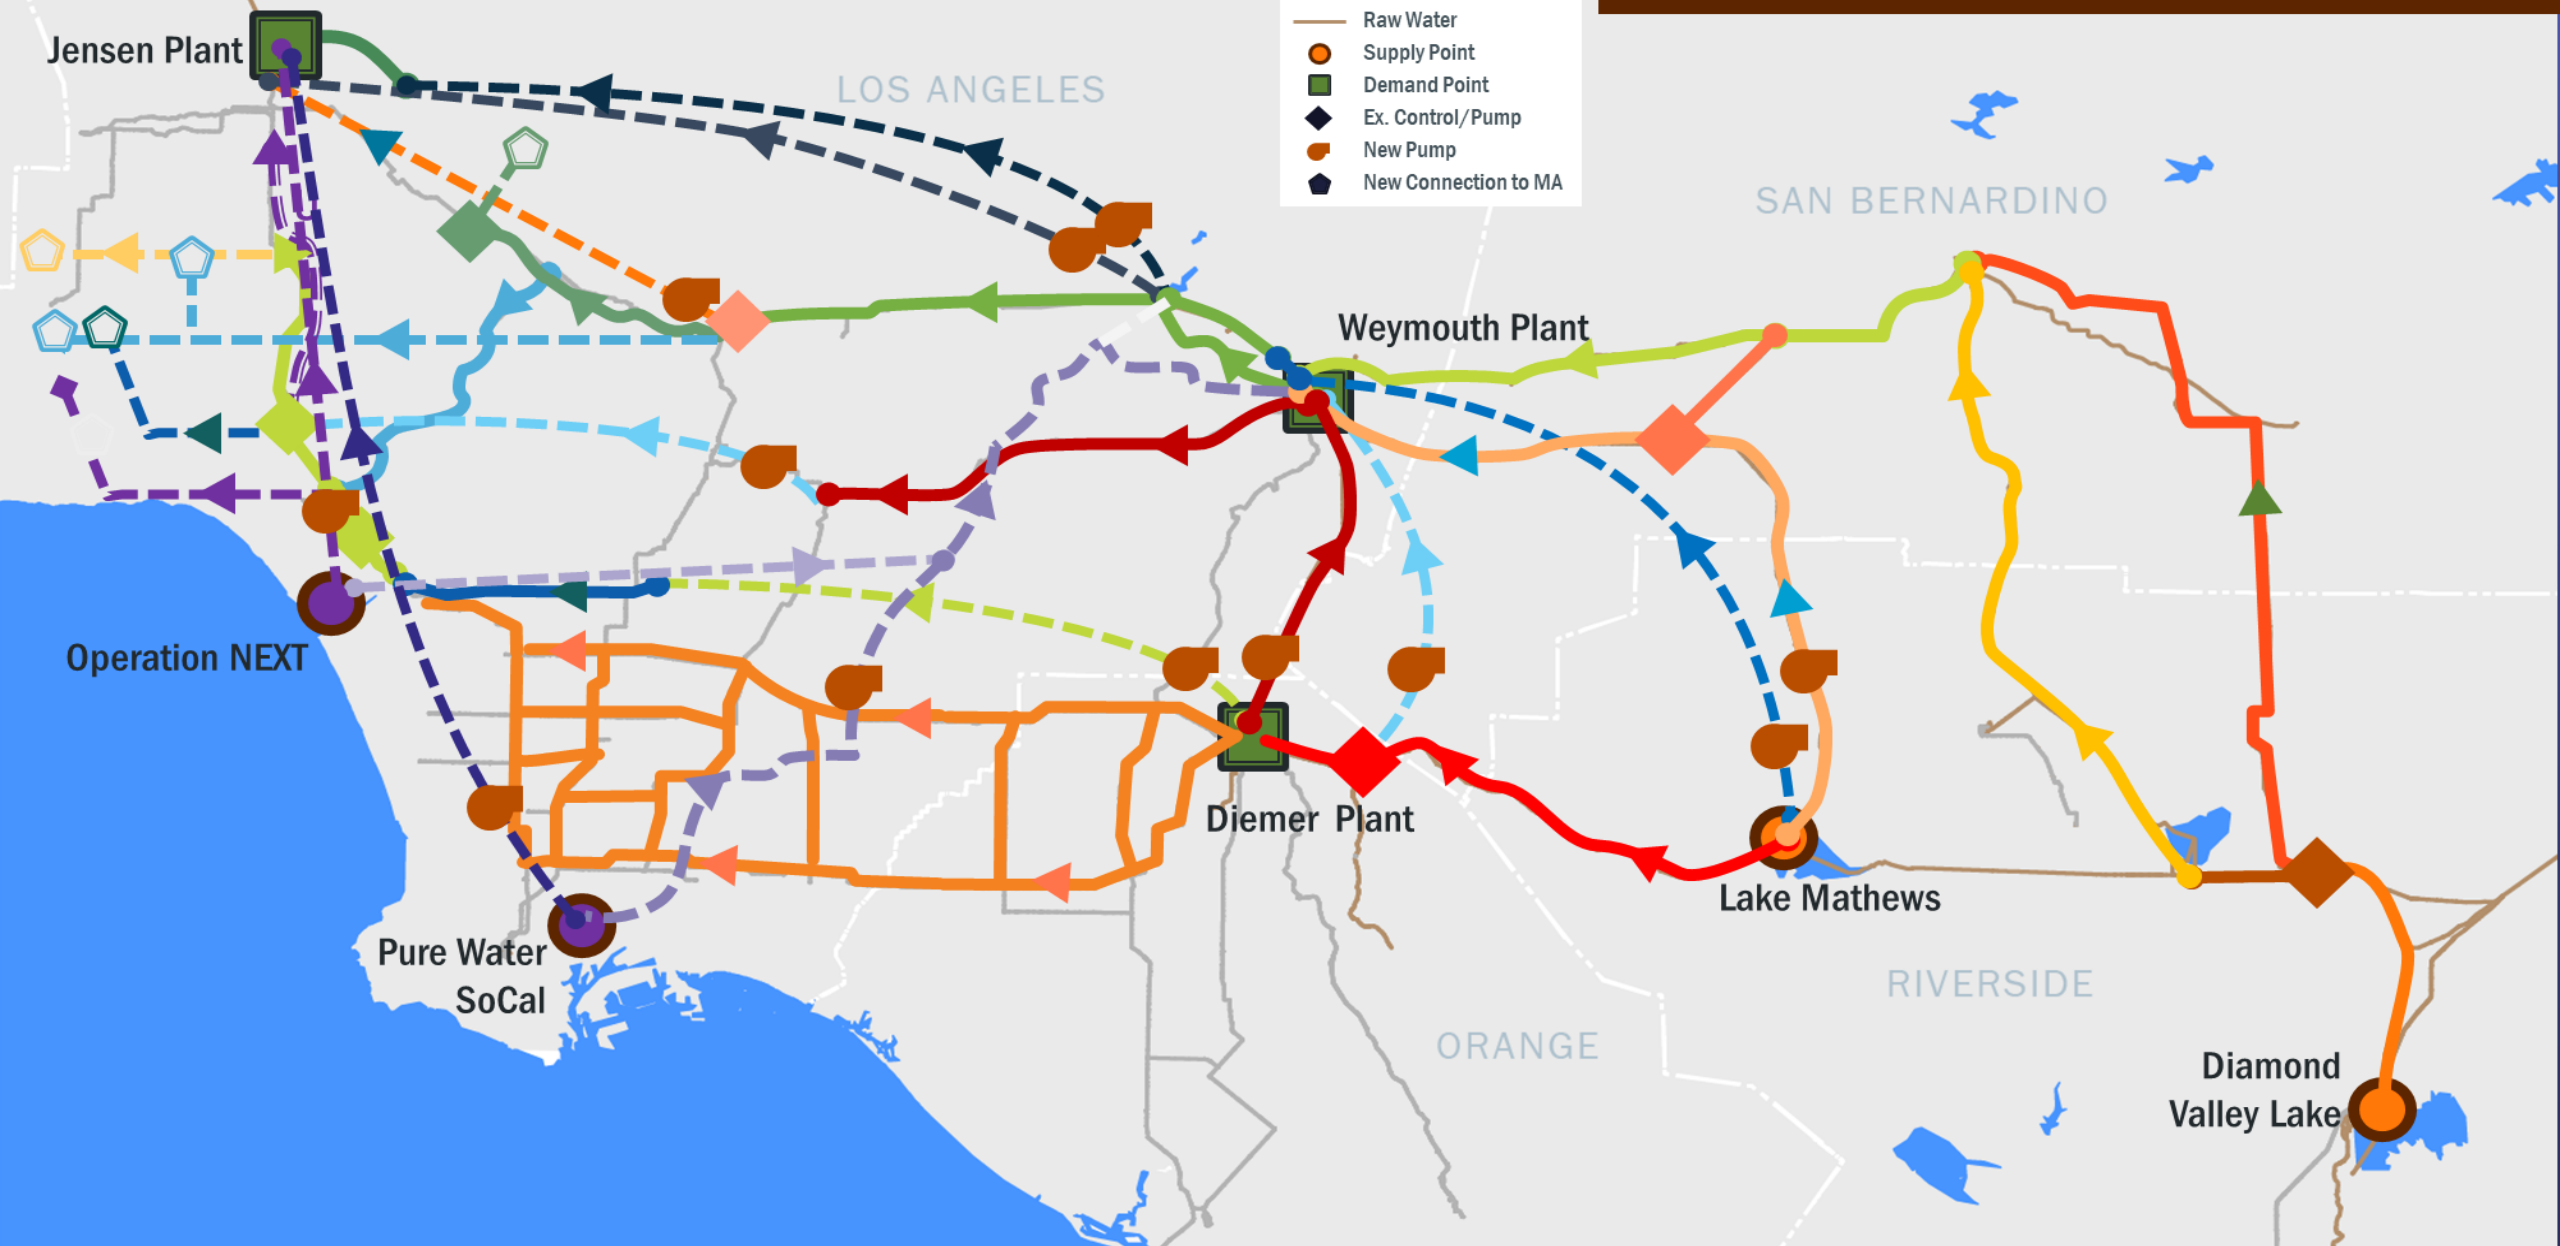 Raw Water
Supply Point
Demand Point
Ex. Control/Pump
New Pump
New Connection to MA
Jensen Plant
LOS ANGELES
SAN BERNARDINO
Weymouth Plant
Operation NEXT
Diemer Plant
Lake Mathews
Pure Water
SoCal
RIVERSIDE
ORANGE
Diamond
Valley Lake